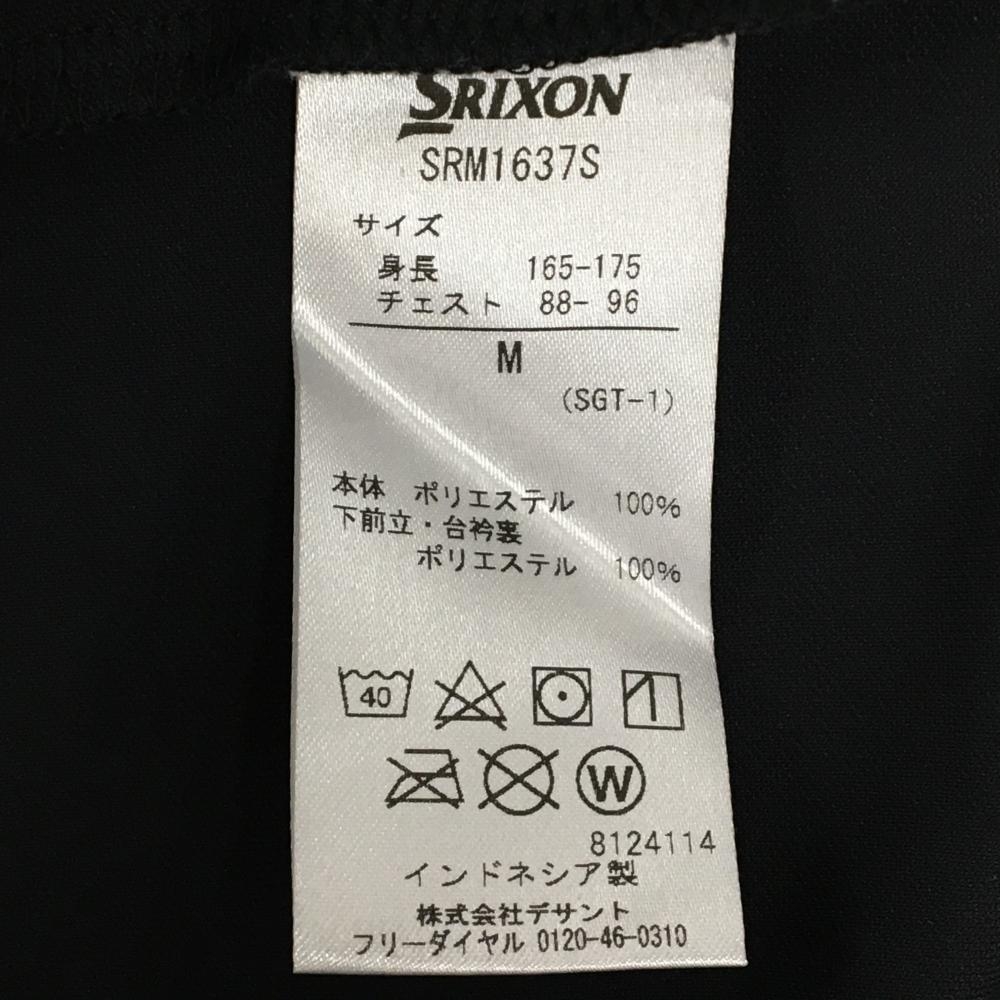 SRIXON
SRM1637S
サイズ
身長 165-175
チェスト 88- 96
M
(SGT-1)
本体 ポリエステル 100%
下前立・台衿裏
ポリエステル 100%
40
W
8124114
インドネシア製
株式会社デサント
フリーダイヤル 0120-46-0310